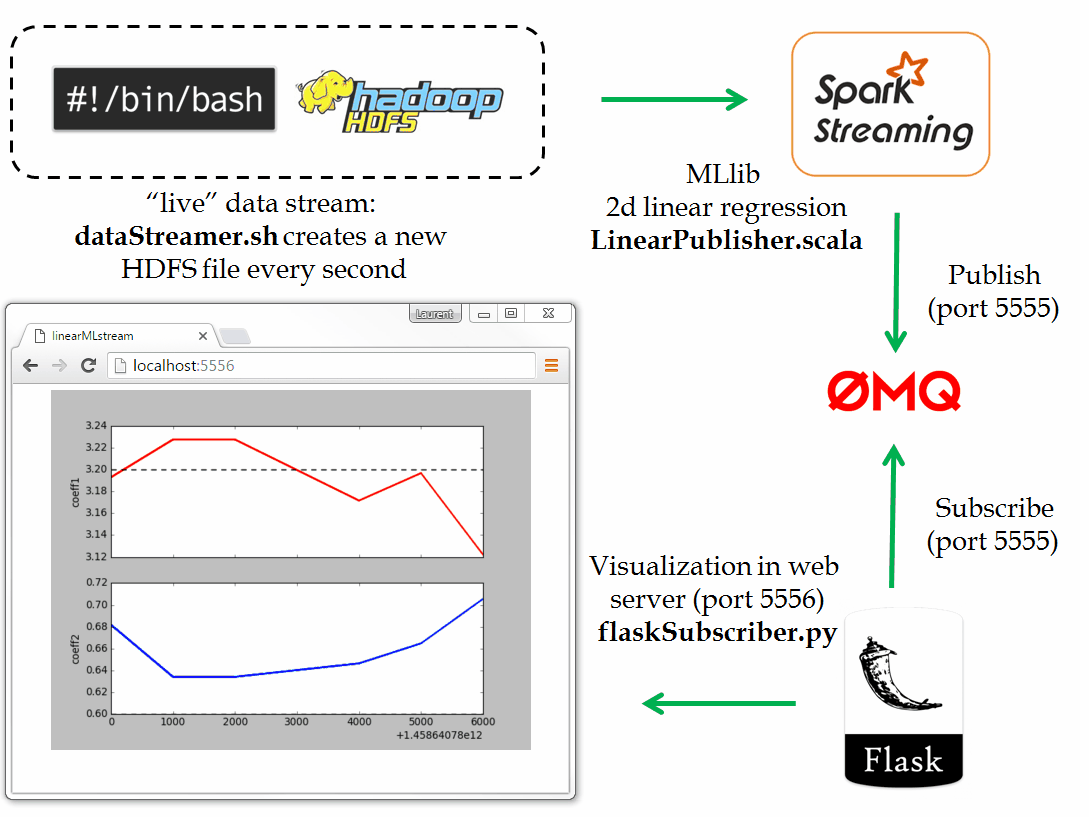 #!/bin/bash
hadoop
HDFS
Spark
Streaming
“live” data stream:
dataStreamer.sh creates a new
HDFS file every second
MLlib
2d linear regression
LinearPublisher.scala
Publish
(port 5555)
ØMQ
Subscribe
(port 5555)
Visualization in web
server (port 5556)
flaskSubscriber.py
Flask
Laurent
linearMLstream
localhost:5556
3.24
3.22
3.20
3.18
3.16
3.14
3.12
coeff1
0.72
0.70
0.68
0.66
0.64
0.62
0.60
coeff2
0 1000 2000 3000 4000 5000 6000
+1.45864078e12